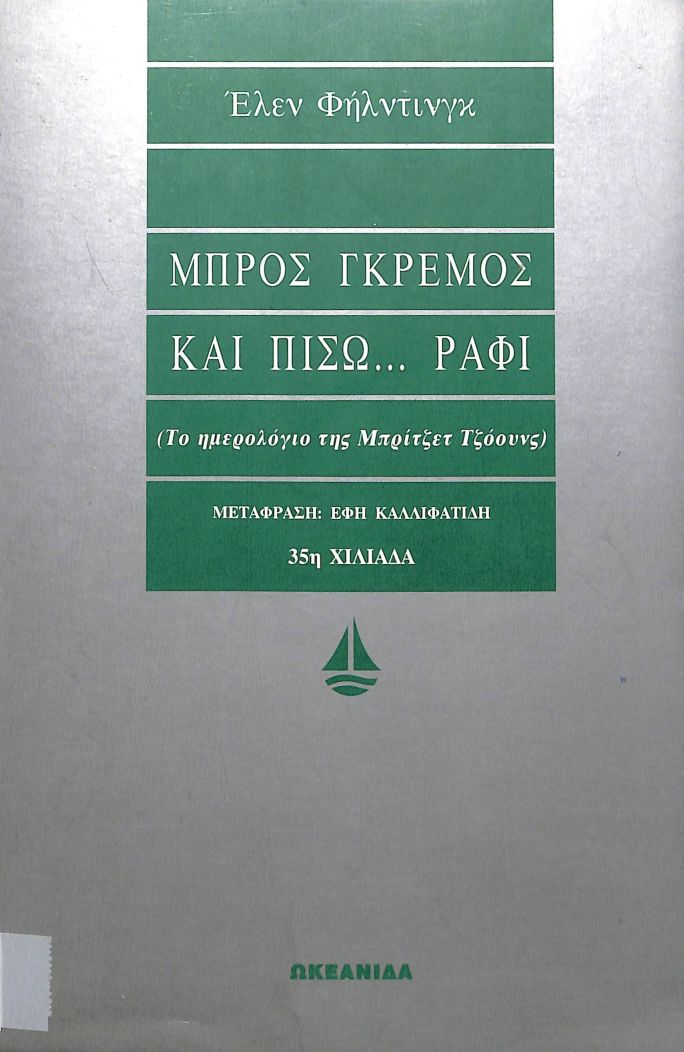 Έλεν Φήλντινγκ
ΜΠΡΟΣ ΓΚΡΕΜΟΣ
ΚΑΙ ΠΙΣΩ... ΡΑΦΙ
(Το ημερολόγιο της Μπρίτζετ Τζόουνς)
ΜΕΤΑΦΡΑΣΗ: ΕΦΗ ΚΑΛΛΙΦΑΤΙΔΗ
35η ΧΙΛΙΑΔΑ
ΩΚΕΑΝΙΔΑ